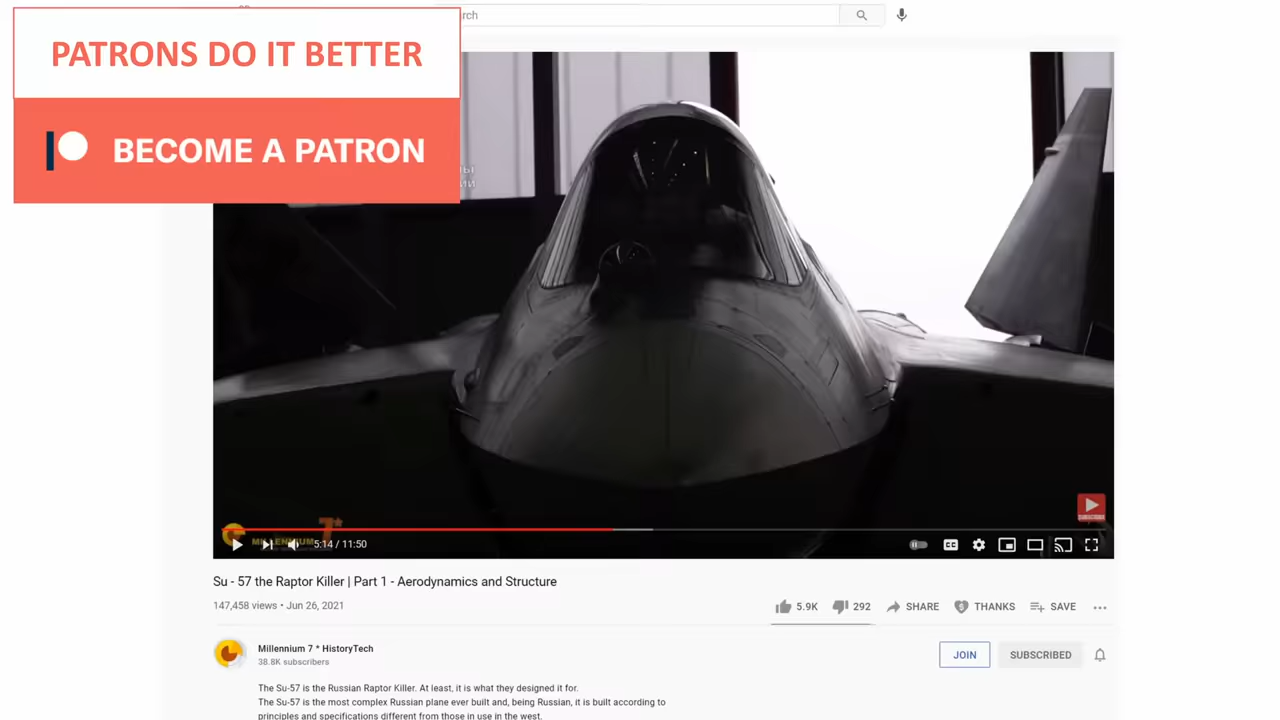 rch
PATRONS DO IT BETTER
BECOME A PATRON
5:14 / 11:50
Su - 57 the Raptor Killer | Part 1 - Aerodynamics and Structure
147,458 views • Jun 26, 2021
5.9K
292
SHARE
THANKS
SAVE
Millennium 7 * HistoryTech
38.8K subscribers
JOIN
SUBSCRIBED
The Su-57 is the Russian Raptor Killer. At least, it is what they designed it for.
The Su-57 is the most complex Russian plane ever built and, being Russian, it is built according to
principles and specifications different from those in use in the west.